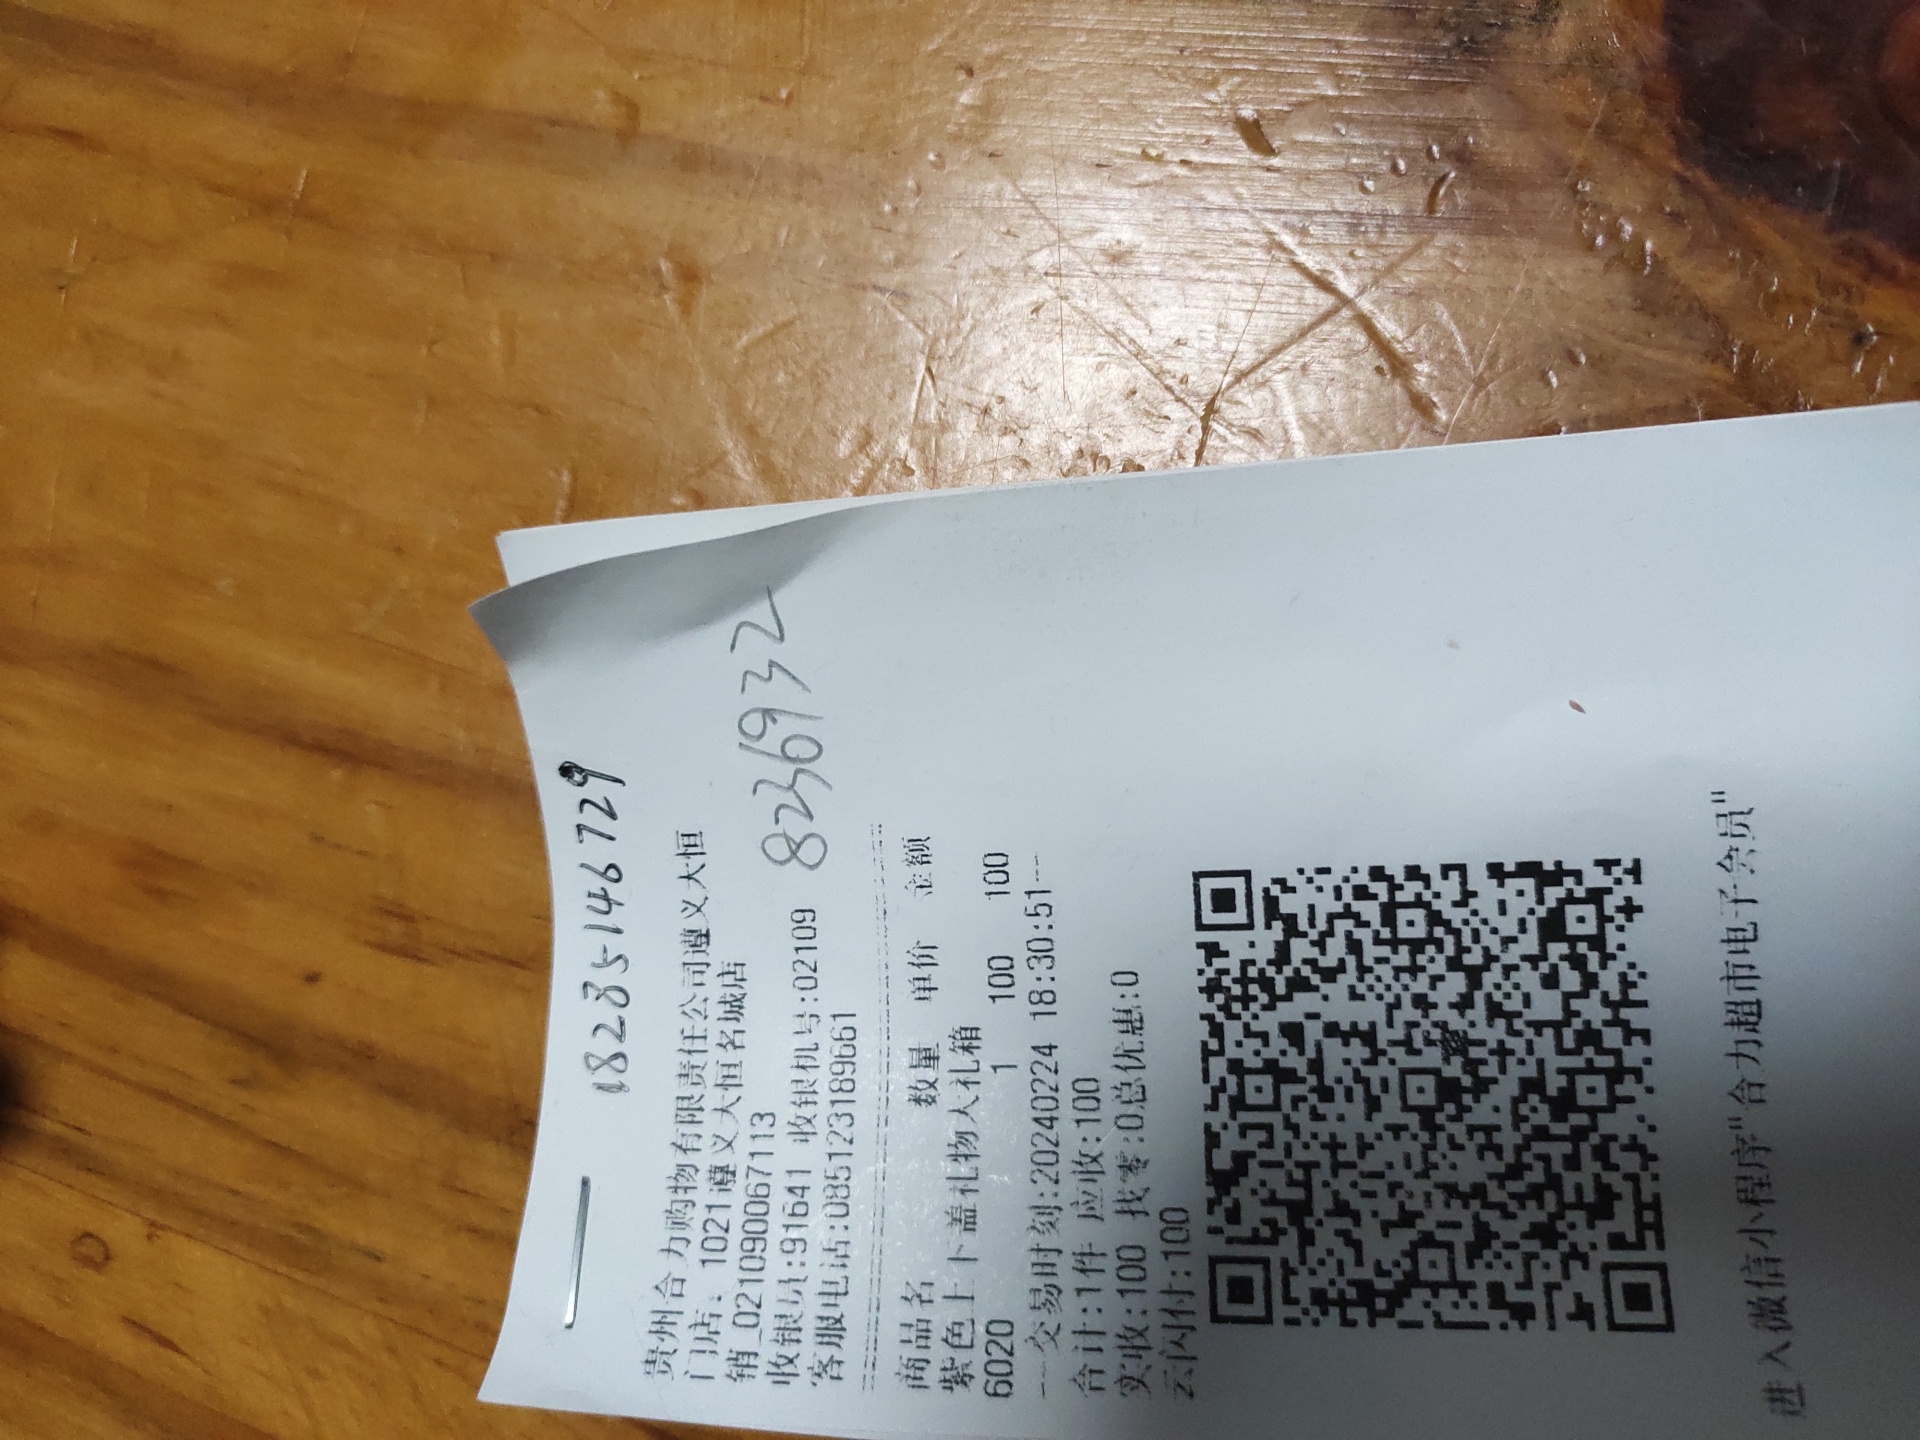 18285146729
贵州合力购物有限责任公司遵义大恒
门店：1021遵义大恒名城店
销_021090067113
收银员:91641 收银机号:02109
8236932
客服电话:085123189661
商品名 数量 单价 金额
紫色上下盖礼物大礼箱
6020 1 100 100
---交易时刻:20240224 18:30:51---
合计:1件 应收:100
实收:100 找零:0总优惠:0
云闪付:100
进入微信小程序"合力超市电子会员"